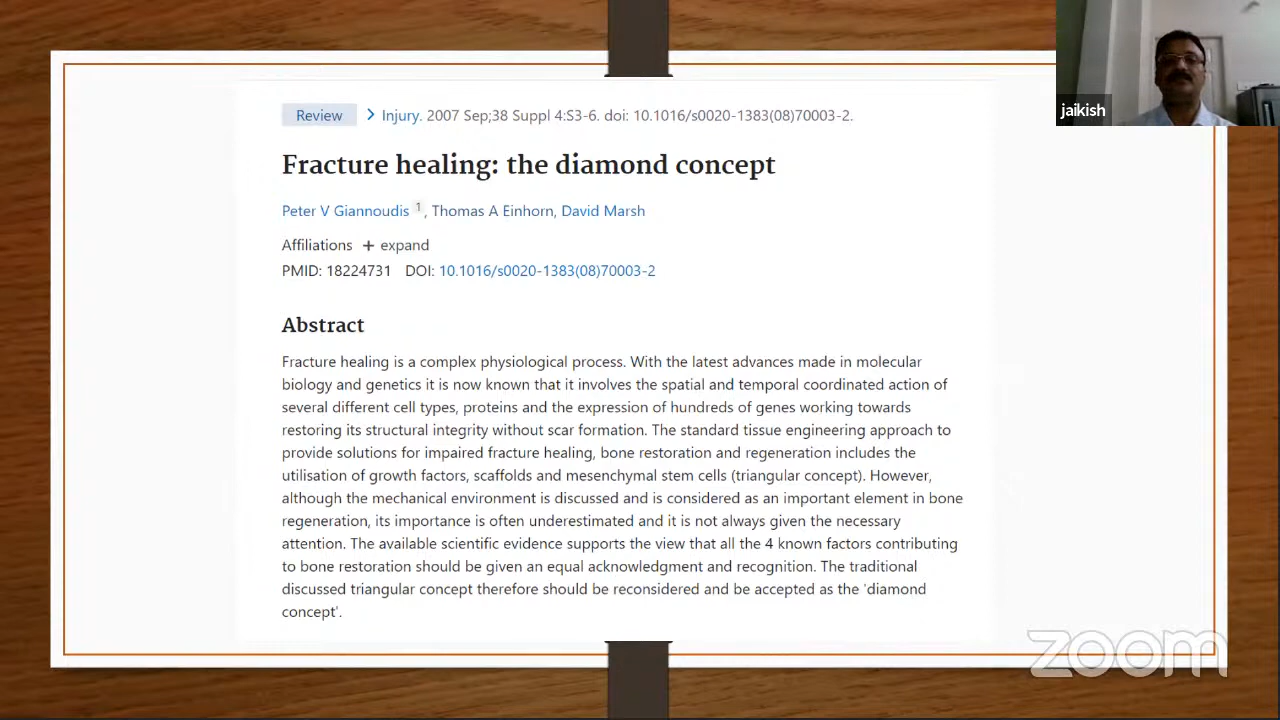 Review > Injury. 2007 Sep;38 Suppl 4:S3-6. doi: 10.1016/s0020-1383(08)70003-2.
Fracture healing: the diamond concept
Peter V Giannoudis 1, Thomas A Einhorn, David Marsh
Affiliations + expand
PMID: 18224731 DOI: 10.1016/s0020-1383(08)70003-2
Abstract
Fracture healing is a complex physiological process. With the latest advances made in molecular
biology and genetics it is now known that it involves the spatial and temporal coordinated action of
several different cell types, proteins and the expression of hundreds of genes working towards
restoring its structural integrity without scar formation. The standard tissue engineering approach to
provide solutions for impaired fracture healing, bone restoration and regeneration includes the
utilisation of growth factors, scaffolds and mesenchymal stem cells (triangular concept). However,
although the mechanical environment is discussed and is considered as an important element in bone
regeneration, its importance is often underestimated and it is not always given the necessary
attention. The available scientific evidence supports the view that all the 4 known factors contributing
to bone restoration should be given an equal acknowledgment and recognition. The traditional
discussed triangular concept therefore should be reconsidered and be accepted as the 'diamond
concept'.
jaikish
zoom